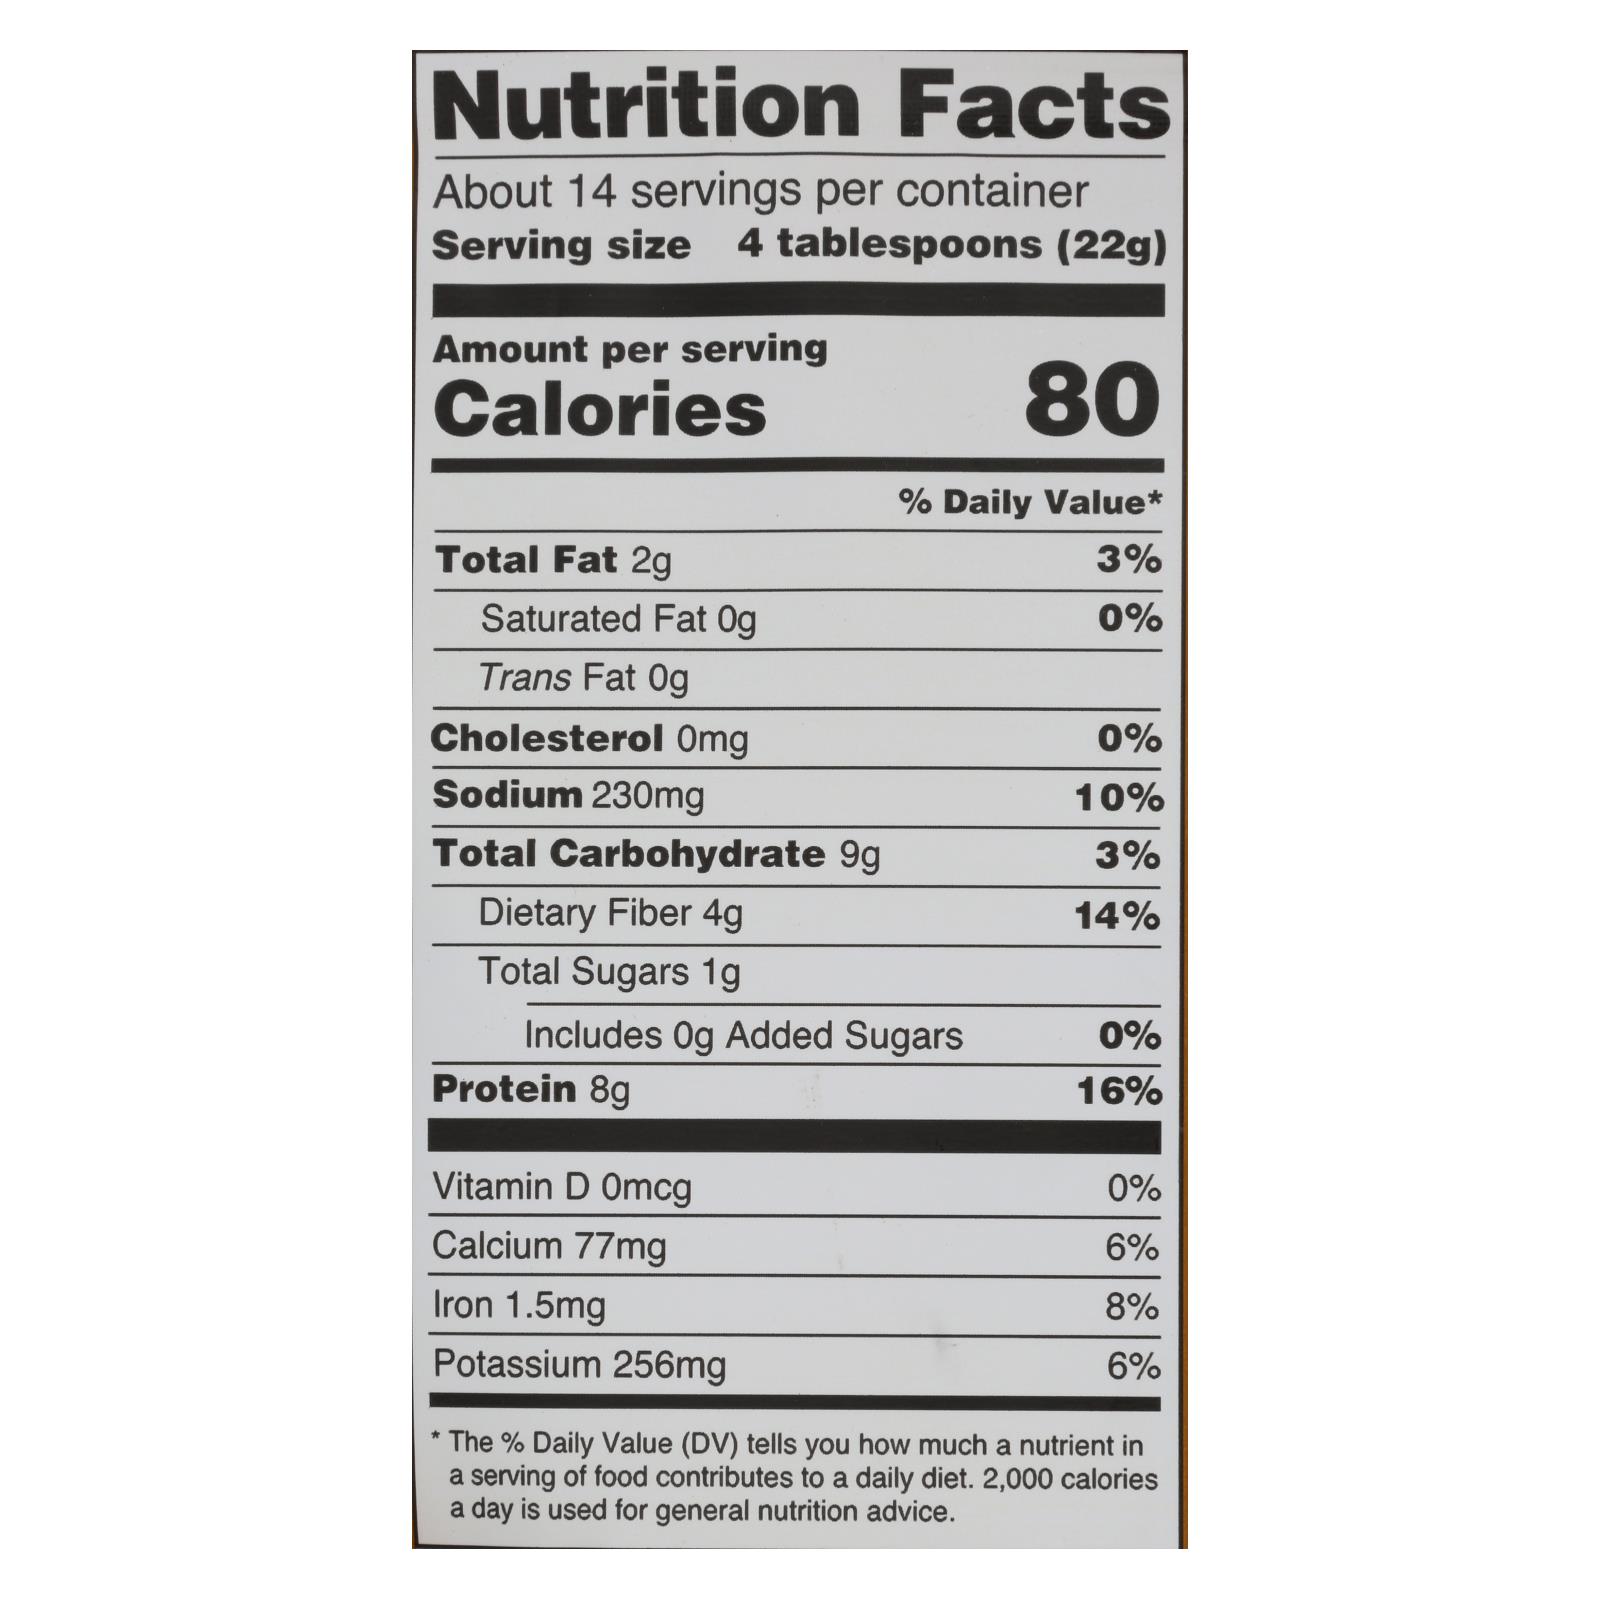 Nutrition Facts
About 14 servings per container
Serving size 4 tablespoons (22g)
Amount per serving
Calories 80
% Daily Value*
Total Fat 2g 3%
Saturated Fat 0g 0%
Trans Fat 0g
Cholesterol 0mg 0%
Sodium 230mg 10%
Total Carbohydrate 9g 3%
Dietary Fiber 4g 14%
Total Sugars 1g
Includes 0g Added Sugars 0%
Protein 8g 16%
Vitamin D 0mcg 0%
Calcium 77mg 6%
Iron 1.5mg 8%
Potassium 256mg 6%
* The % Daily Value (DV) tells you how much a nutrient in
a serving of food contributes to a daily diet. 2,000 calories
a day is used for general nutrition advice.